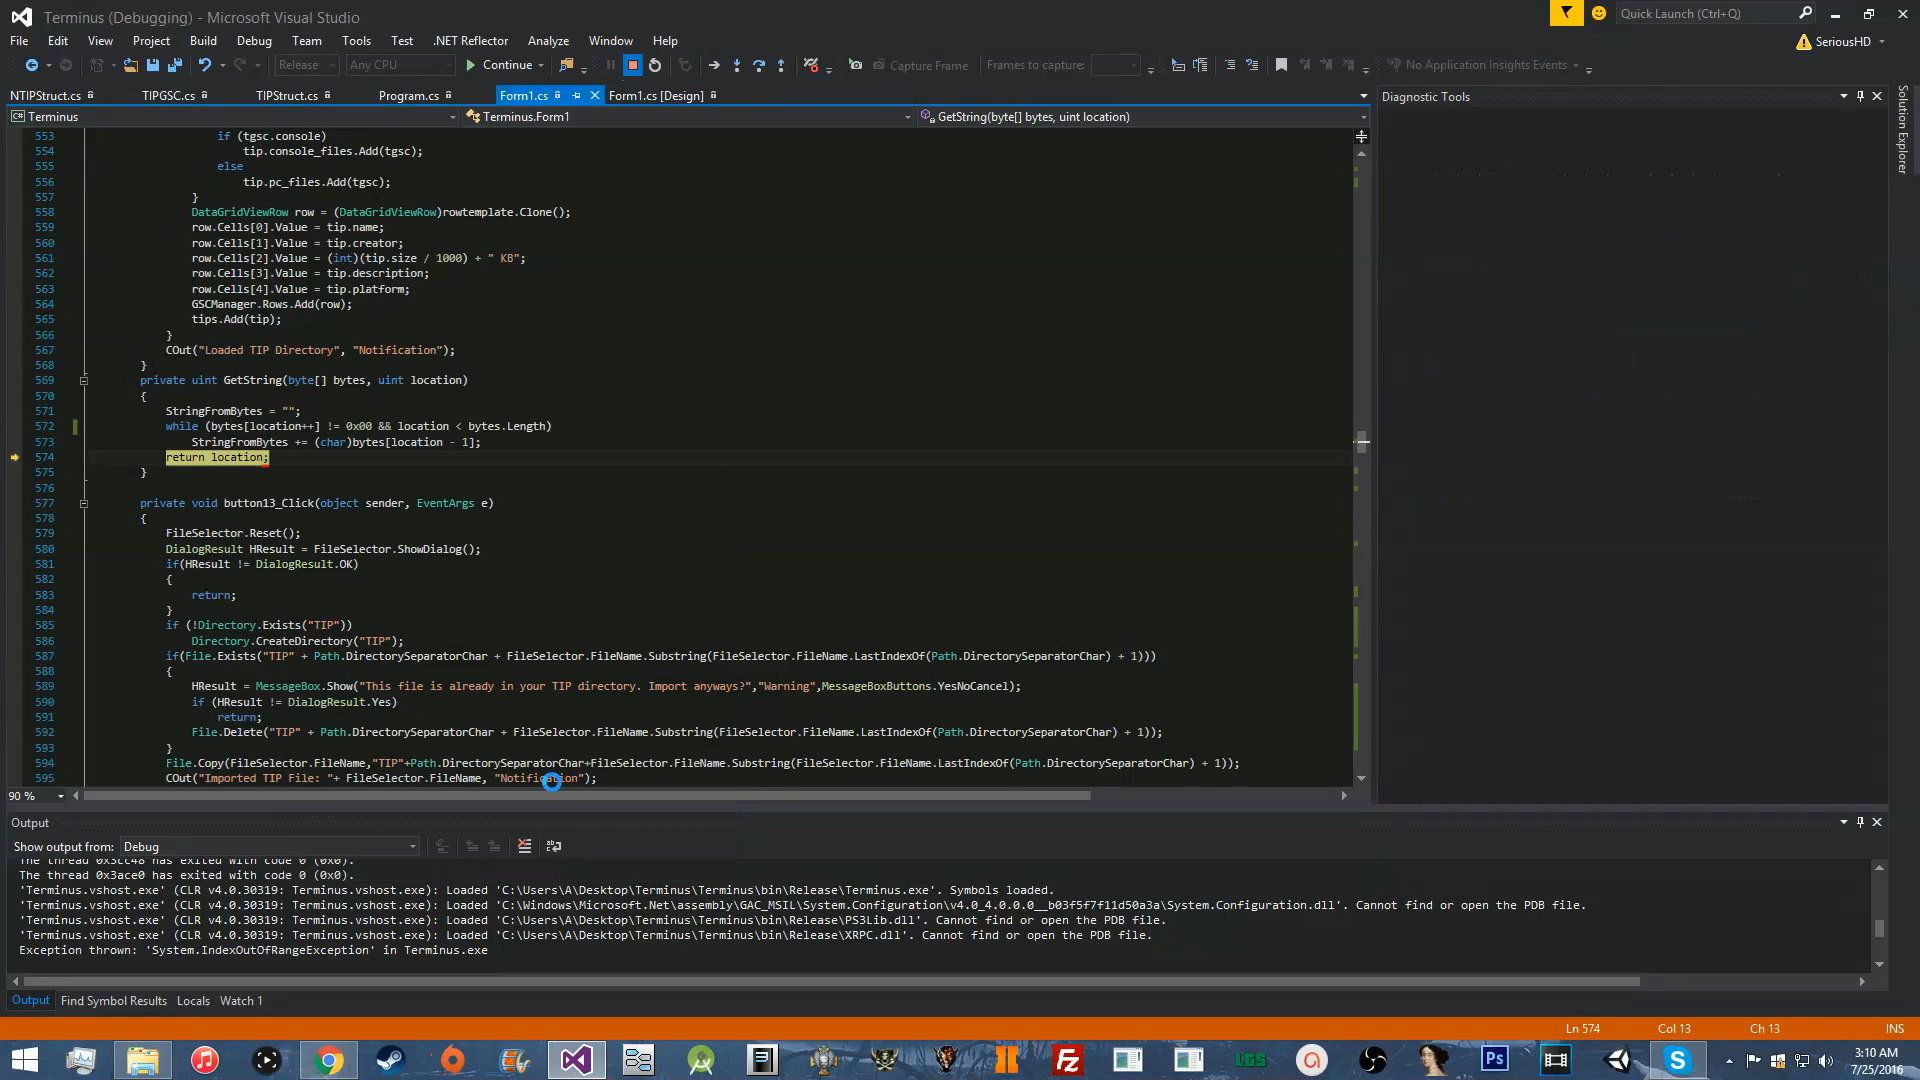 Terminus (Debugging) - Microsoft Visual Studio
Quick Launch (Ctrl+Q)
File Edit View Project Build Debug Team Tools Test .NET Reflector Analyze Window Help
SeriousHD
Release Any CPU Continue Capture Frame Frames to capture: No Application Insights Events
NTIPStruct.cs TIPGSC.cs TIPStruct.cs Program.cs Form1.cs Form1.cs [Design]
Diagnostic Tools
Solution Explorer
C# Terminus Terminus.Form1 GetString(byte[] bytes, uint location)
553 if (tgsc.console)
554 tip.console_files.Add(tgsc);
555 else
556 tip.pc_files.Add(tgsc);
557 }
558 DataGridViewRow row = (DataGridViewRow)rowtemplate.Clone();
559 row.Cells[0].Value = tip.name;
560 row.Cells[1].Value = tip.creator;
561 row.Cells[2].Value = (int)(tip.size / 1000) + " KB";
562 row.Cells[3].Value = tip.description;
563 row.Cells[4].Value = tip.platform;
564 GSCManager.Rows.Add(row);
565 tips.Add(tip);
566 }
567 COut("Loaded TIP Directory", "Notification");
568 }
569 private uint GetString(byte[] bytes, uint location)
570 {
571 StringFromBytes = "";
572 while (bytes[location++] != 0x00 && location < bytes.Length)
573 StringFromBytes += (char)bytes[location - 1];
574 return location;
575 }
576
577 private void button13_Click(object sender, EventArgs e)
578 {
579 FileSelector.Reset();
580 DialogResult HResult = FileSelector.ShowDialog();
581 if(HResult != DialogResult.OK)
582 {
583 return;
584 }
585 if (!Directory.Exists("TIP"))
586 Directory.CreateDirectory("TIP");
587 if(File.Exists("TIP" + Path.DirectorySeparatorChar + FileSelector.FileName.Substring(FileSelector.FileName.LastIndexOf(Path.DirectorySeparatorChar) + 1)))
588 {
589 HResult = MessageBox.Show("This file is already in your TIP directory. Import anyways?","Warning",MessageBoxButtons.YesNoCancel);
590 if (HResult != DialogResult.Yes)
591 return;
592 File.Delete("TIP" + Path.DirectorySeparatorChar + FileSelector.FileName.Substring(FileSelector.FileName.LastIndexOf(Path.DirectorySeparatorChar) + 1));
593 }
594 File.Copy(FileSelector.FileName,"TIP"+Path.DirectorySeparatorChar+FileSelector.FileName.Substring(FileSelector.FileName.LastIndexOf(Path.DirectorySeparatorChar) + 1));
595 COut("Imported TIP File: "+ FileSelector.FileName, "Notification");
90 %
Output
Show output from: Debug
The thread 0x3cc48 has exited with code 0 (0x0).
The thread 0x3ace0 has exited with code 0 (0x0).
'Terminus.vshost.exe' (CLR v4.0.30319: Terminus.vshost.exe): Loaded 'C:\Users\A\Desktop\Terminus\Terminus\bin\Release\Terminus.exe'. Symbols loaded.
'Terminus.vshost.exe' (CLR v4.0.30319: Terminus.vshost.exe): Loaded 'C:\Windows\Microsoft.Net\assembly\GAC_MSIL\System.Configuration\v4.0_4.0.0.0__b03f5f7f11d50a3a\System.Configuration.dll'. Cannot find or open the PDB file.
'Terminus.vshost.exe' (CLR v4.0.30319: Terminus.vshost.exe): Loaded 'C:\Users\A\Desktop\Terminus\Terminus\bin\Release\PS3Lib.dll'. Cannot find or open the PDB file.
'Terminus.vshost.exe' (CLR v4.0.30319: Terminus.vshost.exe): Loaded 'C:\Users\A\Desktop\Terminus\Terminus\bin\Release\XRPC.dll'. Cannot find or open the PDB file.
Exception thrown: 'System.IndexOutOfRangeException' in Terminus.exe
Output Find Symbol Results Locals Watch 1
Ln 574 Col 13 Ch 13 INS
LTS
Ps
3:10 AM
7/25/2016